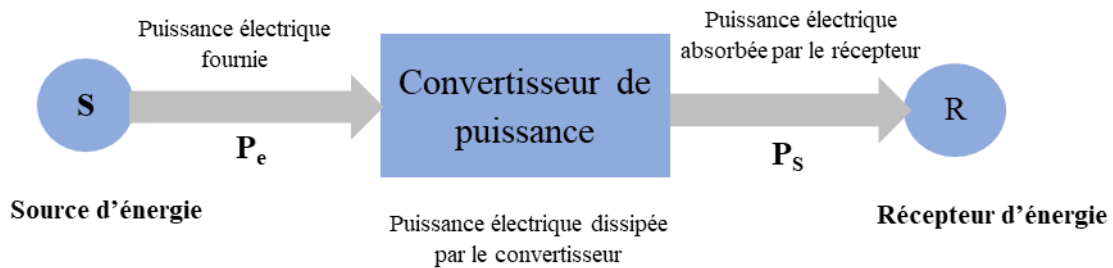 Puissance électrique
fournie
Puissance électrique
absorbée par le récepteur
S
Convertisseur de
puissance
R
Pe
PS
Source d'énergie
Récepteur d'énergie
Puissance électrique dissipée
par le convertisseur